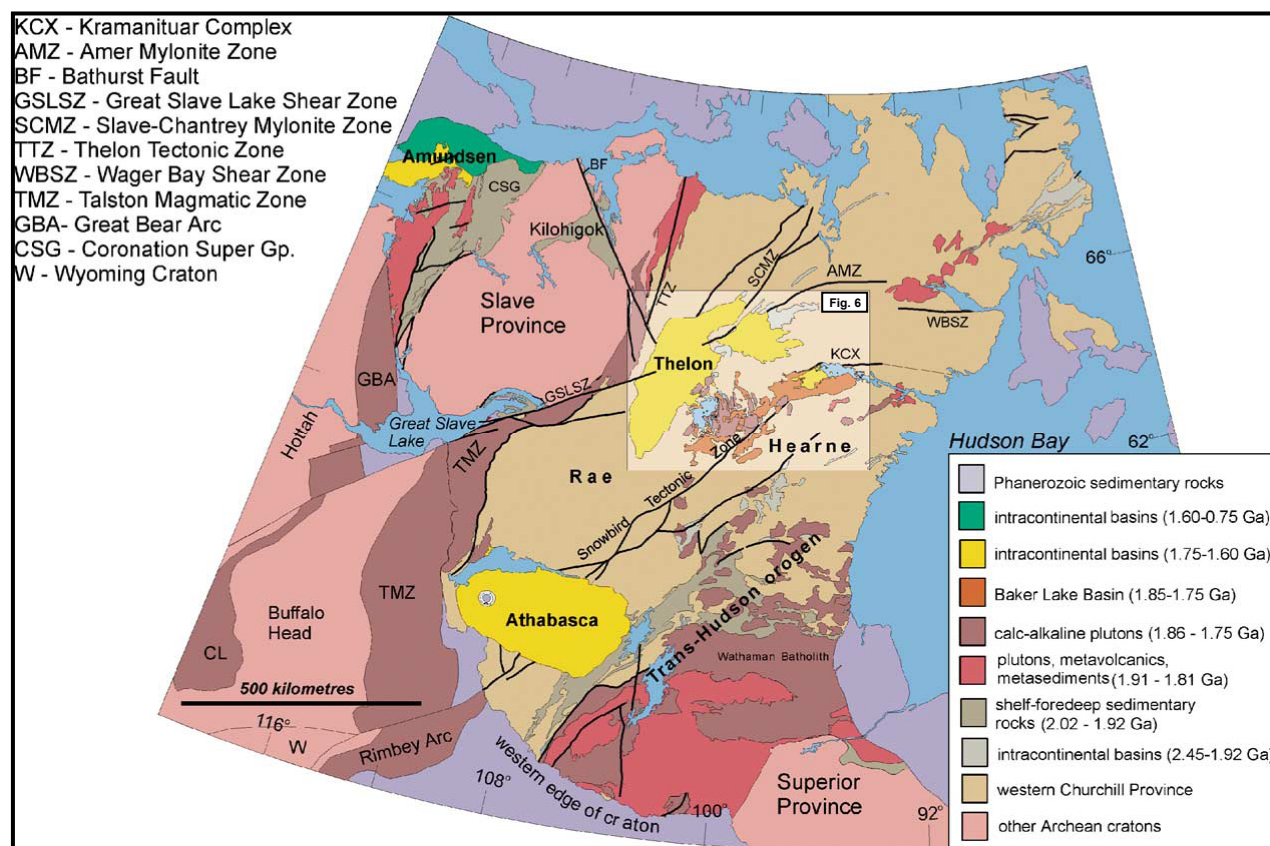 KCX - Kramanituar Complex
AMZ - Amer Mylonite Zone
BF - Bathurst Fault
GSLSZ - Great Slave Lake Shear Zone
SCMZ - Slave-Chantrey Mylonite Zone
TTZ - Thelon Tectonic Zone
WBSZ - Wager Bay Shear Zone
TMZ - Talston Magmatic Zone
GBA- Great Bear Arc
CSG - Coronation Super Gp.
W - Wyoming Craton
Amundsen
CSG
BF
Kilohigok
SCMZ
AMZ
66°
TTZ
Fig. 6
WBSZ
Slave
Province
Thelon
KCX
GBA
GSLSZ
Great Slave
Lake
Hottah
TMZ
Hudson Bay
62°
Hearne
Rae
Snowbird Tectonic Zone
Trans-Hudson orogen
TMZ
Buffalo
Head
Athabasca
CL
Wathaman Batholith
500 kilometres
116°
W
Rimbey Arc
108°
western edge of craton
100°
Superior
Province
92°
Phanerozoic sedimentary rocks
intracontinental basins (1.60-0.75 Ga)
intracontinental basins (1.75-1.60 Ga)
Baker Lake Basin (1.85-1.75 Ga)
calc-alkaline plutons (1.86 - 1.75 Ga)
plutons, metavolcanics,
metasediments(1.91 - 1.81 Ga)
shelf-foredeep sedimentary
rocks (2.02 - 1.92 Ga)
intracontinental basins (2.45-1.92 Ga)
western Churchill Province
other Archean cratons